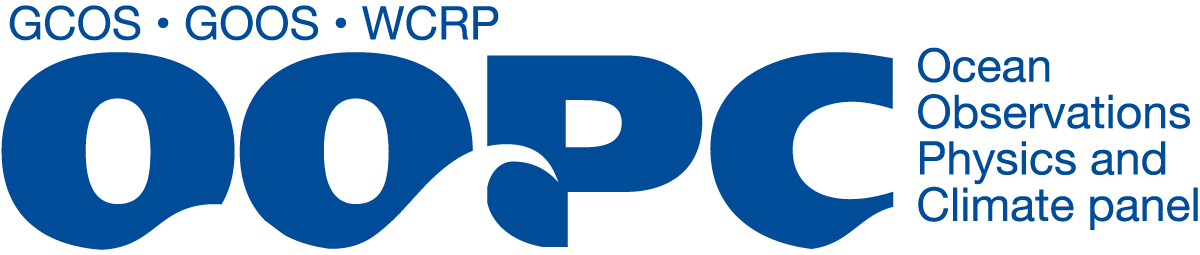 GCOS • GOOS • WCRP
OOPC
Ocean
Observations
Physics and
Climate panel